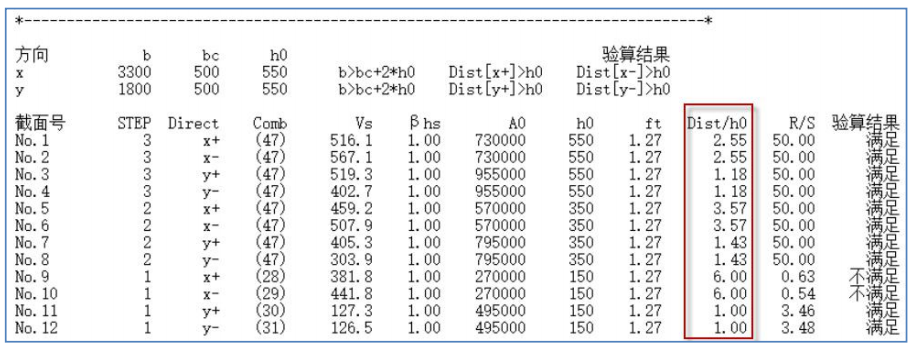 *------------------------------------------------------------------------------*
方向 b bc h0 验算结果
x 3300 500 550 b>bc+2*h0 Dist[x+]>h0 Dist[x-]>h0
y 1800 500 550 b>bc+2*h0 Dist[y+]>h0 Dist[y-]>h0
截面号 STEP Direct Comb Vs βhs A0 h0 ft Dist/h0 R/S 验算结果
No.1 3 x+ (47) 516.1 1.00 730000 550 1.27 2.55 50.00 满足
No.2 3 x- (47) 567.1 1.00 730000 550 1.27 2.55 50.00 满足
No.3 3 y+ (47) 519.3 1.00 955000 550 1.27 1.18 50.00 满足
No.4 3 y- (47) 402.7 1.00 955000 550 1.27 1.18 50.00 满足
No.5 2 x+ (47) 459.2 1.00 570000 350 1.27 3.57 50.00 满足
No.6 2 x- (47) 507.9 1.00 570000 350 1.27 3.57 50.00 满足
No.7 2 y+ (47) 405.3 1.00 795000 350 1.27 1.43 50.00 满足
No.8 2 y- (47) 303.9 1.00 795000 350 1.27 1.43 50.00 满足
No.9 1 x+ (28) 381.8 1.00 270000 150 1.27 6.00 0.63 不满足
No.10 1 x- (29) 441.8 1.00 270000 150 1.27 6.00 0.54 不满足
No.11 1 y+ (30) 127.3 1.00 495000 150 1.27 1.00 3.46 满足
No.12 1 y- (31) 126.5 1.00 495000 150 1.27 1.00 3.48 满足